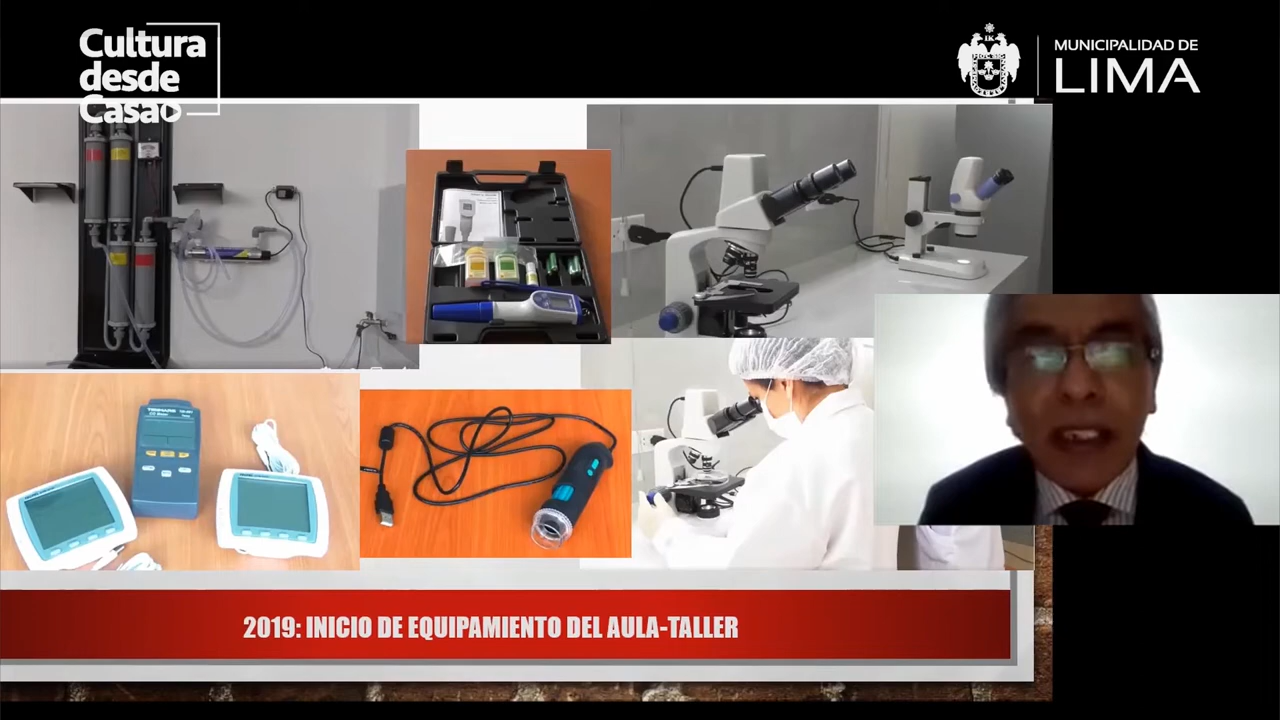 Cultura
desde
Casa
MUNICIPALIDAD DE
LIMA
2019: INICIO DE EQUIPAMIENTO DEL AULA-TALLER